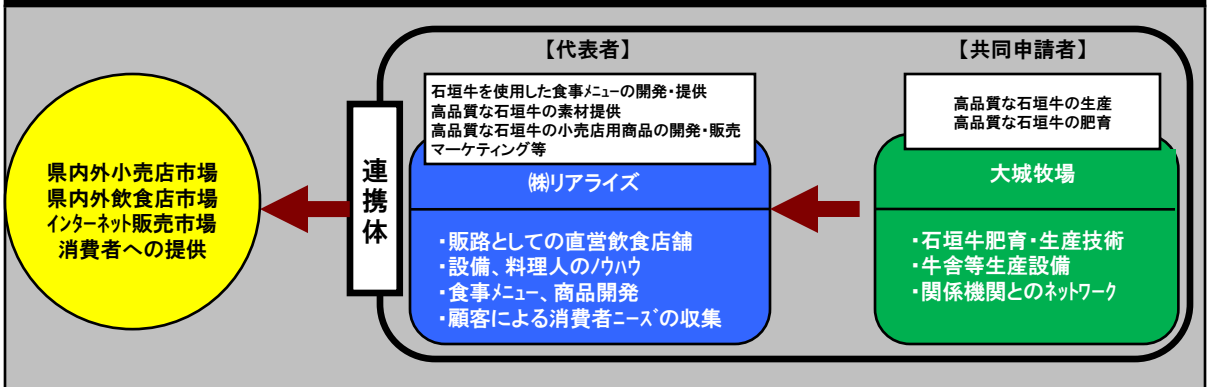 【代表者】
石垣牛を使用した食事ﾒﾆｭｰの開発・提供
高品質な石垣牛の素材提供
高品質な石垣牛の小売店用商品の開発・販売
マーケティング等
㈱リアライズ
・販路としての直営飲食店舗
・設備、料理人のﾉｳﾊｳ
・食事ﾒﾆｭｰ、商品開発
・顧客による消費者ﾆｰｽﾞの収集
【共同申請者】
高品質な石垣牛の生産
高品質な石垣牛の肥育
大城牧場
・石垣牛肥育・生産技術
・牛舎等生産設備
・関係機関とのﾈｯﾄﾜｰｸ
連携体
県内外小売店市場
県内外飲食店市場
ｲﾝﾀｰﾈｯﾄ販売市場
消費者への提供